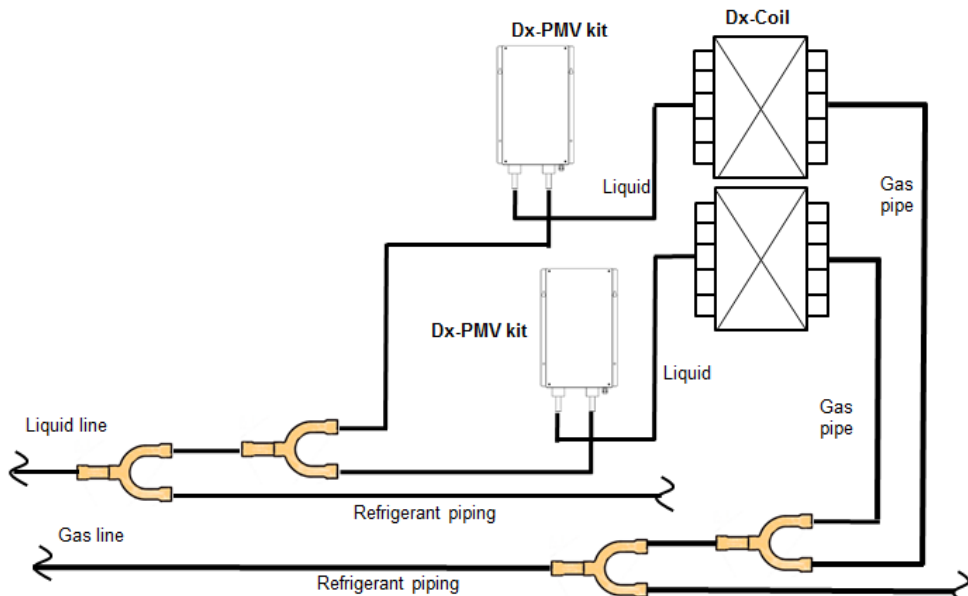 Dx-PMV kit
Dx-Coil
Liquid
Gas
pipe
Dx-PMV kit
Liquid
Gas
pipe
Liquid line
Refrigerant piping
Gas line
Refrigerant piping